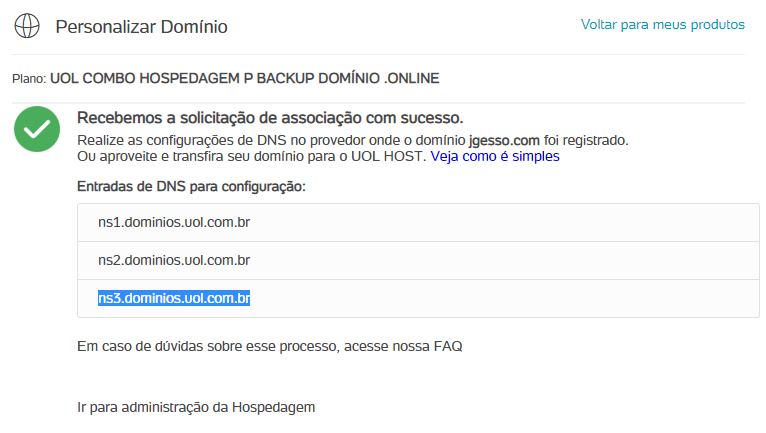 Personalizar Domínio
Voltar para meus produtos
Plano: UOL COMBO HOSPEDAGEM P BACKUP DOMÍNIO .ONLINE
Recebemos a solicitação de associação com sucesso.
Realize as configurações de DNS no provedor onde o domínio jgesso.com foi registrado.
Ou aproveite e transfira seu domínio para o UOL HOST. Veja como é simples
Entradas de DNS para configuração:
ns1.dominios.uol.com.br
ns2.dominios.uol.com.br
ns3.dominios.uol.com.br
Em caso de dúvidas sobre esse processo, acesse nossa FAQ
Ir para administração da Hospedagem